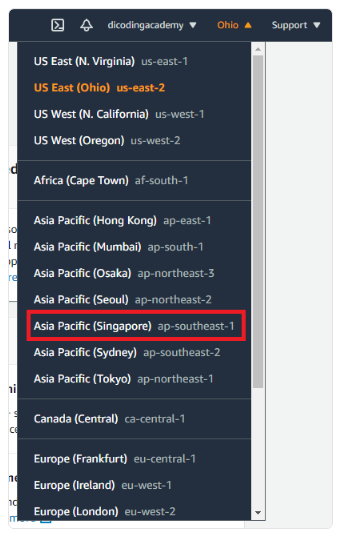 dicodingacademy ▼ Ohio ▲ Support ▼
US East (N. Virginia) us-east-1
US East (Ohio) us-east-2
US West (N. California) us-west-1
US West (Oregon) us-west-2
Africa (Cape Town) af-south-1
Asia Pacific (Hong Kong) ap-east-1
Asia Pacific (Mumbai) ap-south-1
Asia Pacific (Osaka) ap-northeast-3
Asia Pacific (Seoul) ap-northeast-2
Asia Pacific (Singapore) ap-southeast-1
Asia Pacific (Sydney) ap-southeast-2
Asia Pacific (Tokyo) ap-northeast-1
Canada (Central) ca-central-1
Europe (Frankfurt) eu-central-1
Europe (Ireland) eu-west-1
Europe (London) eu-west-2